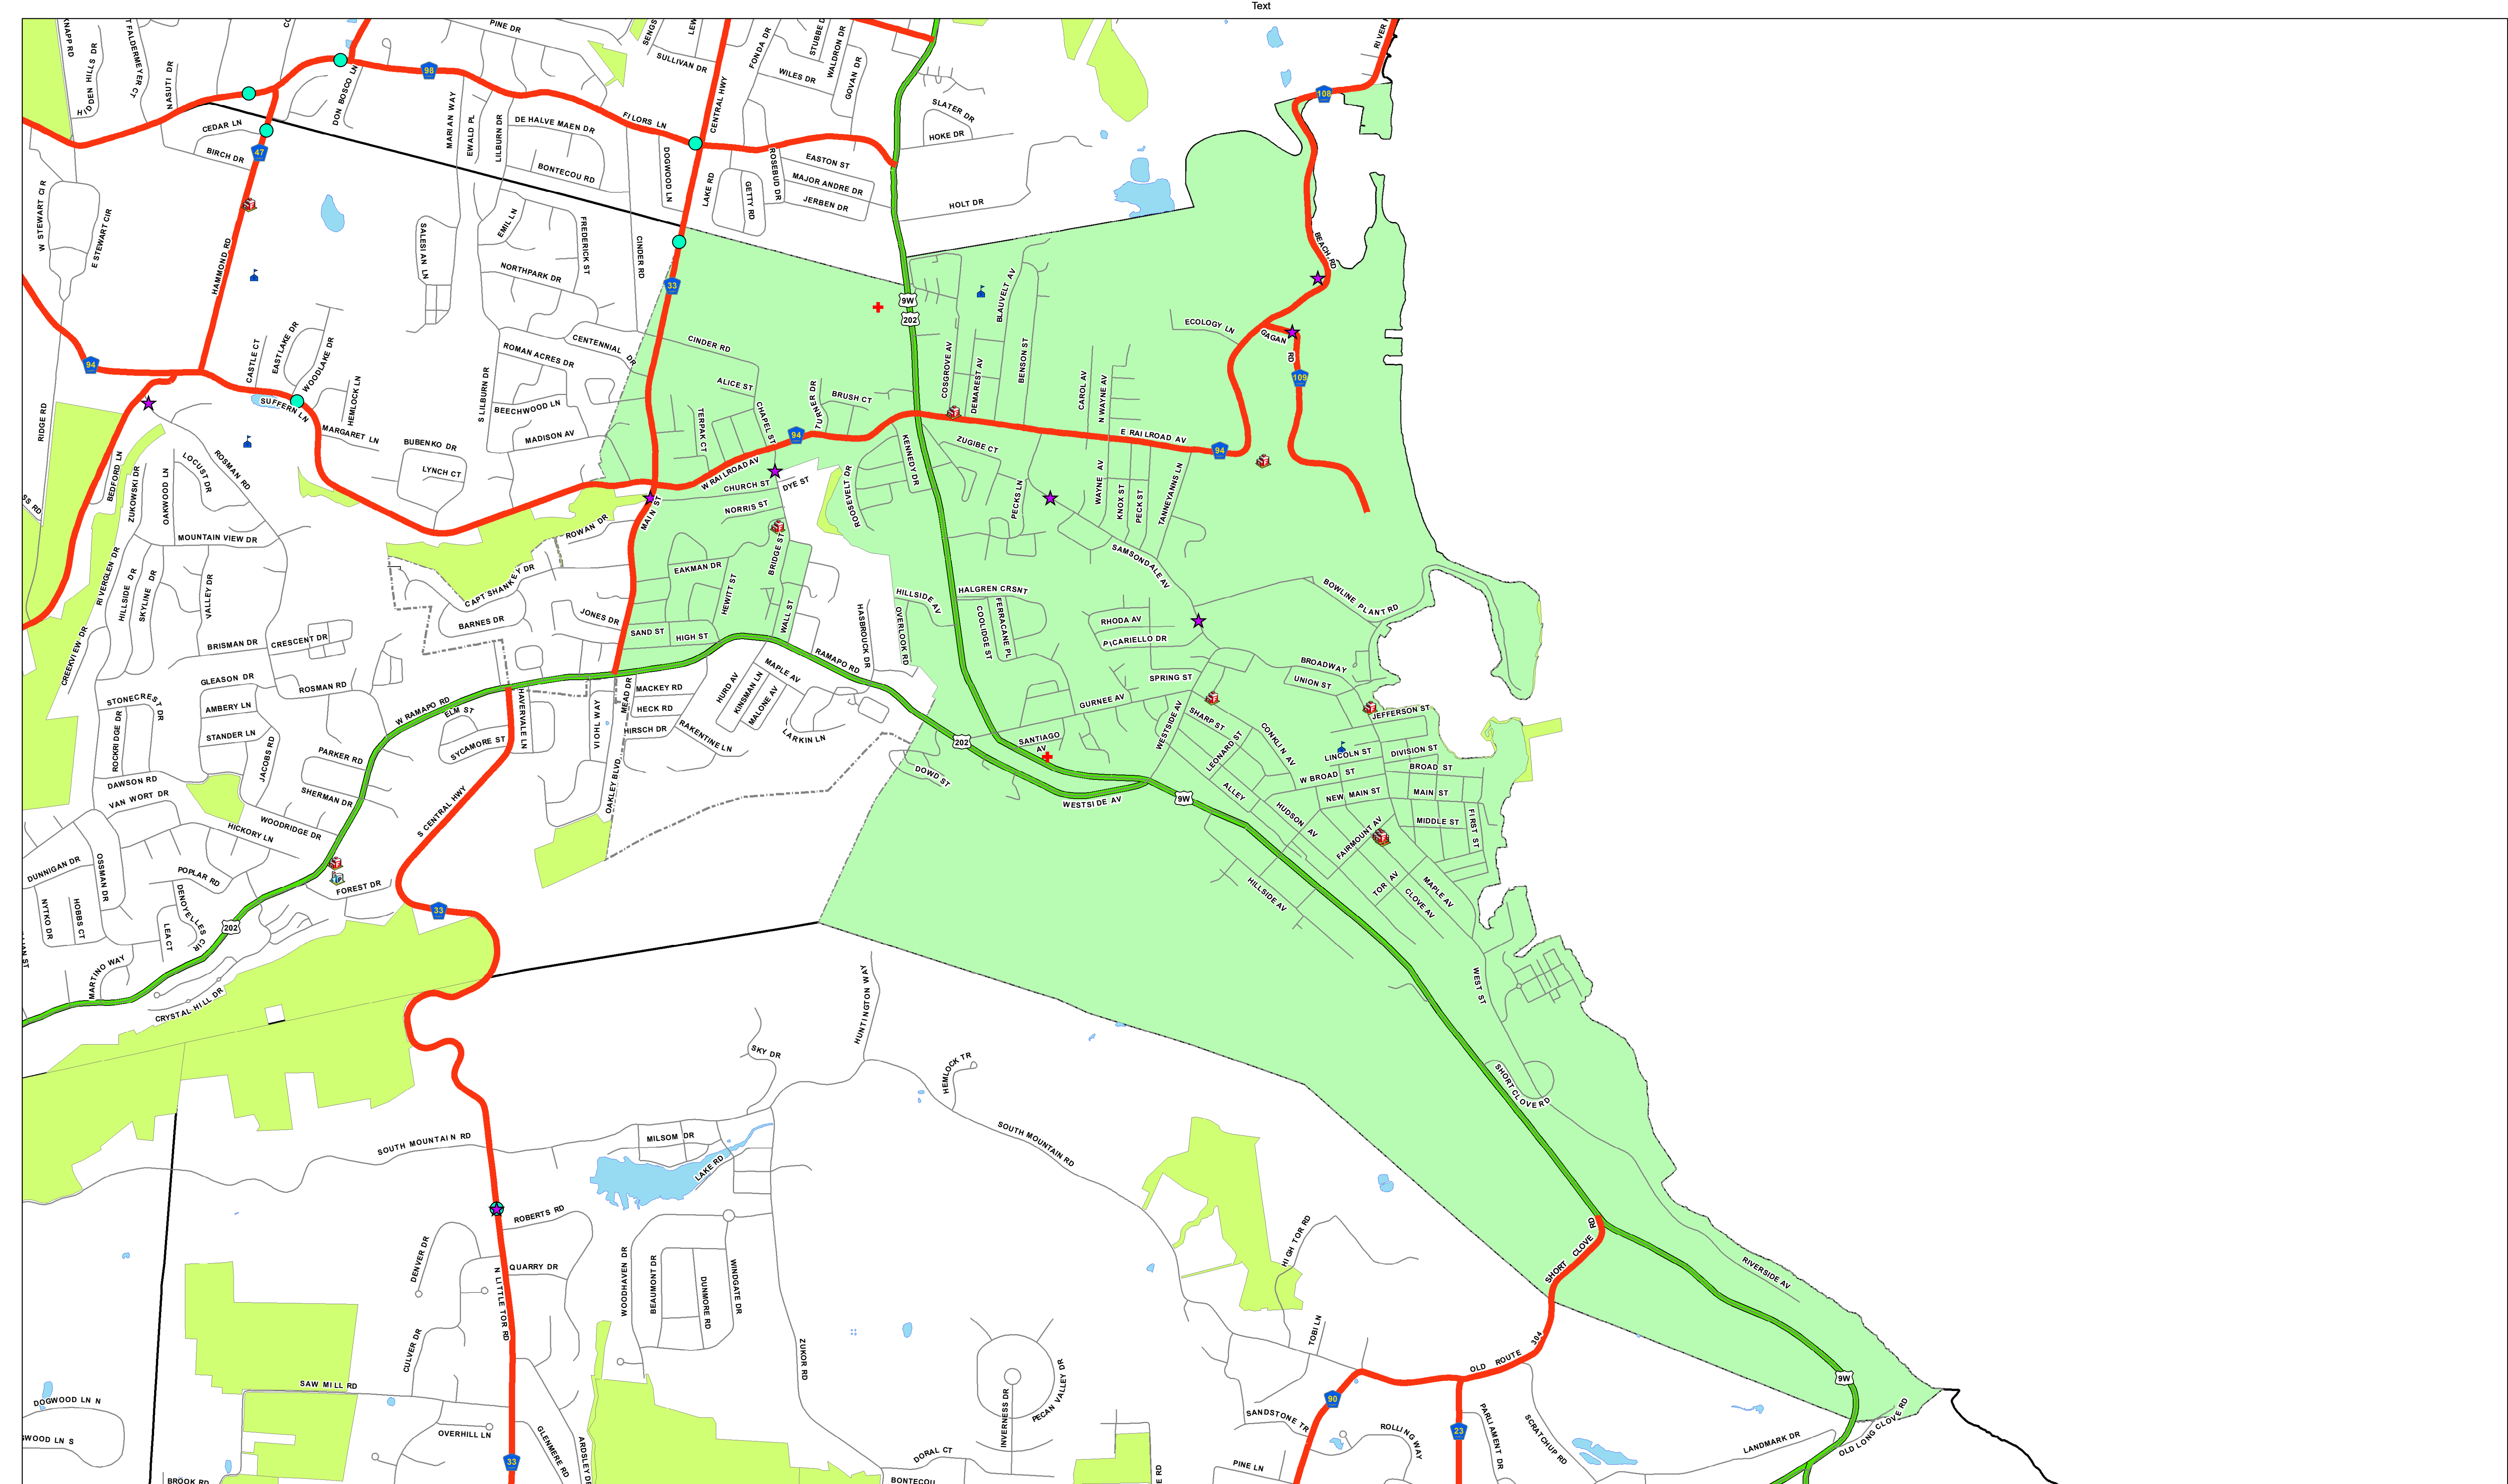 Text
KNAPP RD
HOLDEN HILLS DR
FALDERMEYER CT
NASUTI DR
DON BOSCO LN
98
PINE DR
SULLIVAN DR
CENTRAL HWY
FONDA DR
WILES DR
WALDRON DR
GOVAN DR
SLATER DR
HOKE DR
108
CEDAR LN
BIRCH DR
47
MARIAN WAY
EWALD PL
LILBURN DR
DE HALVE MAEN DR
FILORS LN
BONTECOU RD
DOGWOOD LN
LAKE RD
GETTY RD
ROSEBUD DR
EASTON ST
MAJOR ANDRE DR
JERBEN DR
HOLT DR
W STEWART CIR
E STEWART CIR
HAMMOND RD
SALESIAN LN
EMIL LN
FREDERICK ST
CINDER RD
NORTHPARK DR
33
9W
202
BLAUVELT AV
BEACH RD
ECOLOGY LN
GAGAN RD
109
94
CASTLE CT
EASTLAKE DR
WOODLAKE DR
HEMLOCK LN
SUFFERN LN
MARGARET LN
ROMAN ACRES DR
CENTENNIAL DR
CINDER RD
ALICE ST
CHAPEL ST
TERPAK CT
TURNER DR
BRUSH CT
COSGROVE AV
DEMAREST AV
BENSON ST
CAROL AV
N WAYNE AV
S LILBURN DR
BEECHWOOD LN
MADISON AV
BUBENKO DR
LYNCH CT
94
E RAILROAD AV
94
ZUGIBE CT
KENNEDY DR
ROOSEVELT DR
W RAILROAD AV
CHURCH ST
DYE ST
NORRIS ST
MAIN ST
RIDGE RD
BEDFORD LN
ZUKOWSKI DR
OAKWOOD LN
LOCUST DR
ROSMAN RD
MOUNTAIN VIEW DR
ROWAN DR
PECKS LN
WAYNE AV
KNOX ST
PECK ST
TANNEYANNS LN
SAMSONDALE AV
BOWLINE PLANT RD
RIVERGLEN DR
HILLSIDE DR
SKYLINE DR
VALLEY DR
CAPT SHANKEY DR
BARNES DR
JONES DR
EAKMAN DR
HEWITT ST
BRIDGE ST
WALL ST
SAND ST
HIGH ST
HASBROUCK DR
OVERLOOK RD
HILLSIDE AV
HALGREN CRSNT
COOLIDGE ST
FERRACANE PL
RHODA AV
PICARIELLO DR
BROADWAY
UNION ST
CREEKVIEW DR
BRISMAN DR
CRESCENT DR
GLEASON DR
ROSMAN RD
STONECREST DR
AMBERY LN
STANDER LN
ROCKRIDGE DR
JACOBS RD
W RAMAPO RD
ELM ST
SYCAMORE ST
HAVERVALE LN
VIOHL WAY
MEAD DR
MACKEY RD
HECK RD
HIRSCH DR
RAKENTINE LN
HURD AV
KINSMAN LN
MALONE AV
MAPLE AV
RAMAPO RD
LARKIN LN
OAKLEY BLVD
DOWD ST
202
SANTIAGO AV
GURNEE AV
SPRING ST
WESTSIDE AV
SHARP ST
LEONARD ST
CONKLIN AV
JEFFERSON ST
LINCOLN ST
DIVISION ST
W BROAD ST
BROAD ST
NEW MAIN ST
MAIN ST
MIDDLE ST
FIRST ST
WESTSIDE AV
9W
ALLEY
HUDSON AV
FAIRMOUNT AV
TOR AV
CLOVE AV
MAPLE AV
HILLSIDE AV
WEST ST
DAWSON RD
VAN WORT DR
PARKER RD
SHERMAN DR
WOODRIDGE DR
HICKORY LN
S CENTRAL HWY
DUNNIGAN DR
OSSMAN DR
POPLAR RD
DENOYELLES CIR
FOREST DR
NYTKO DR
HOBBS CT
LEA CT
202
33
MARTINO WAY
CRYSTAL HILL DR
HUNTINGTON WAY
SKY DR
HEMLOCK TR
SHORT CLOVE RD
SOUTH MOUNTAIN RD
MILSOM DR
LAKE RD
SOUTH MOUNTAIN RD
ROBERTS RD
DENVER DR
QUARRY DR
N LITTLE TOR RD
WOODHAVEN DR
BEAUMONT DR
DUNMORE RD
WINDGATE DR
CULVER DR
ZUKOR RD
HIGH TOR RD
TOBI LN
SHORT CLOVE RD
RIVERSIDE AV
OLD ROUTE 304
9W
90
23
DOGWOOD LN N
SAW MILL RD
OVERHILL LN
GLENMERE RD
ARDSLEY DR
33
INVERNESS DR
PECAN VALLEY DR
DORAL CT
BONTECOU
SANDSTONE TR
ROLLING WAY
PINE LN
PARLIAMENT DR
SCRATCHUP RD
LANDMARK DR
OLD LONG CLOVE RD